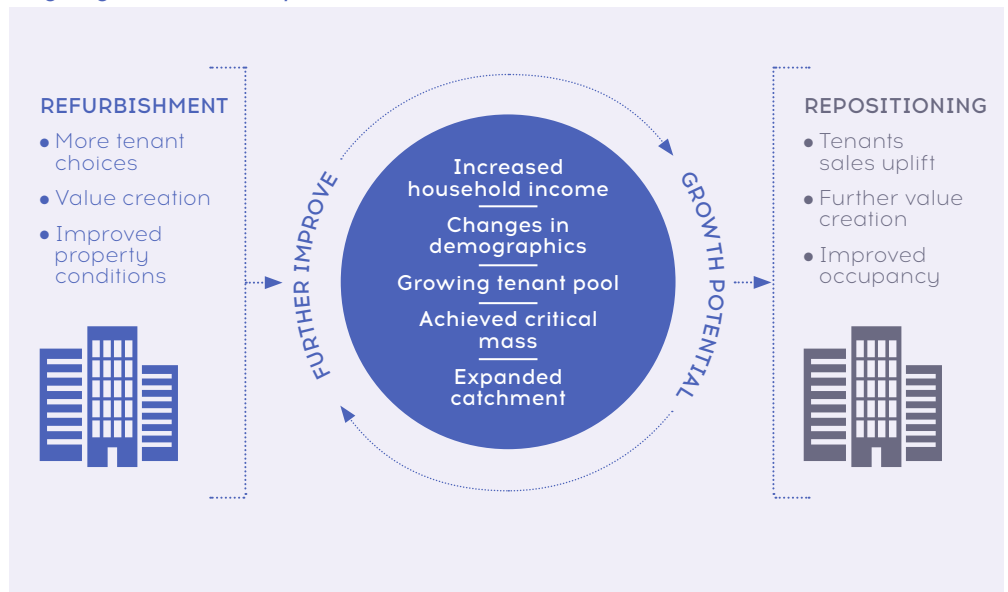 REFURBISHMENT
● More tenant
choices
● Value creation
● Improved
property
conditions
FURTHER IMPROVE
Increased
household income
Changes in
demographics
Growing tenant pool
Achieved critical
mass
Expanded
catchment
GROWTH POTENTIAL
REPOSITIONING
● Tenants
sales uplift
● Further value
creation
● Improved
occupancy